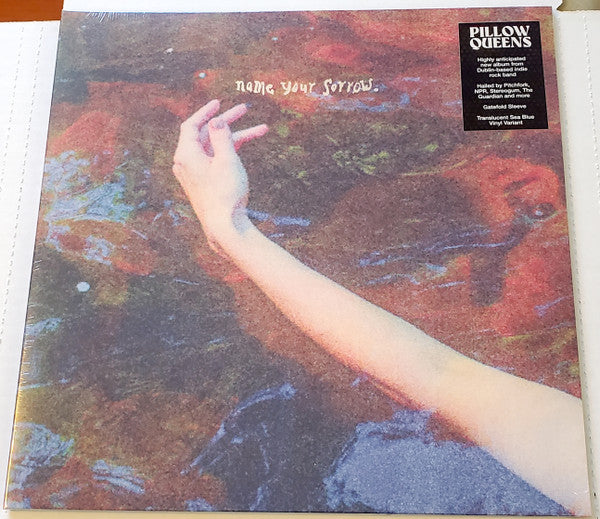 PILLOW
QUEENS
Highly anticipated
new album from
Dublin-based indie
rock band
Hailed by Pitchfork,
NPR, Stereogum, The
Guardian and more
Gatefold Sleeve
Translucent Sea Blue
Vinyl Variant
name your sorrow.